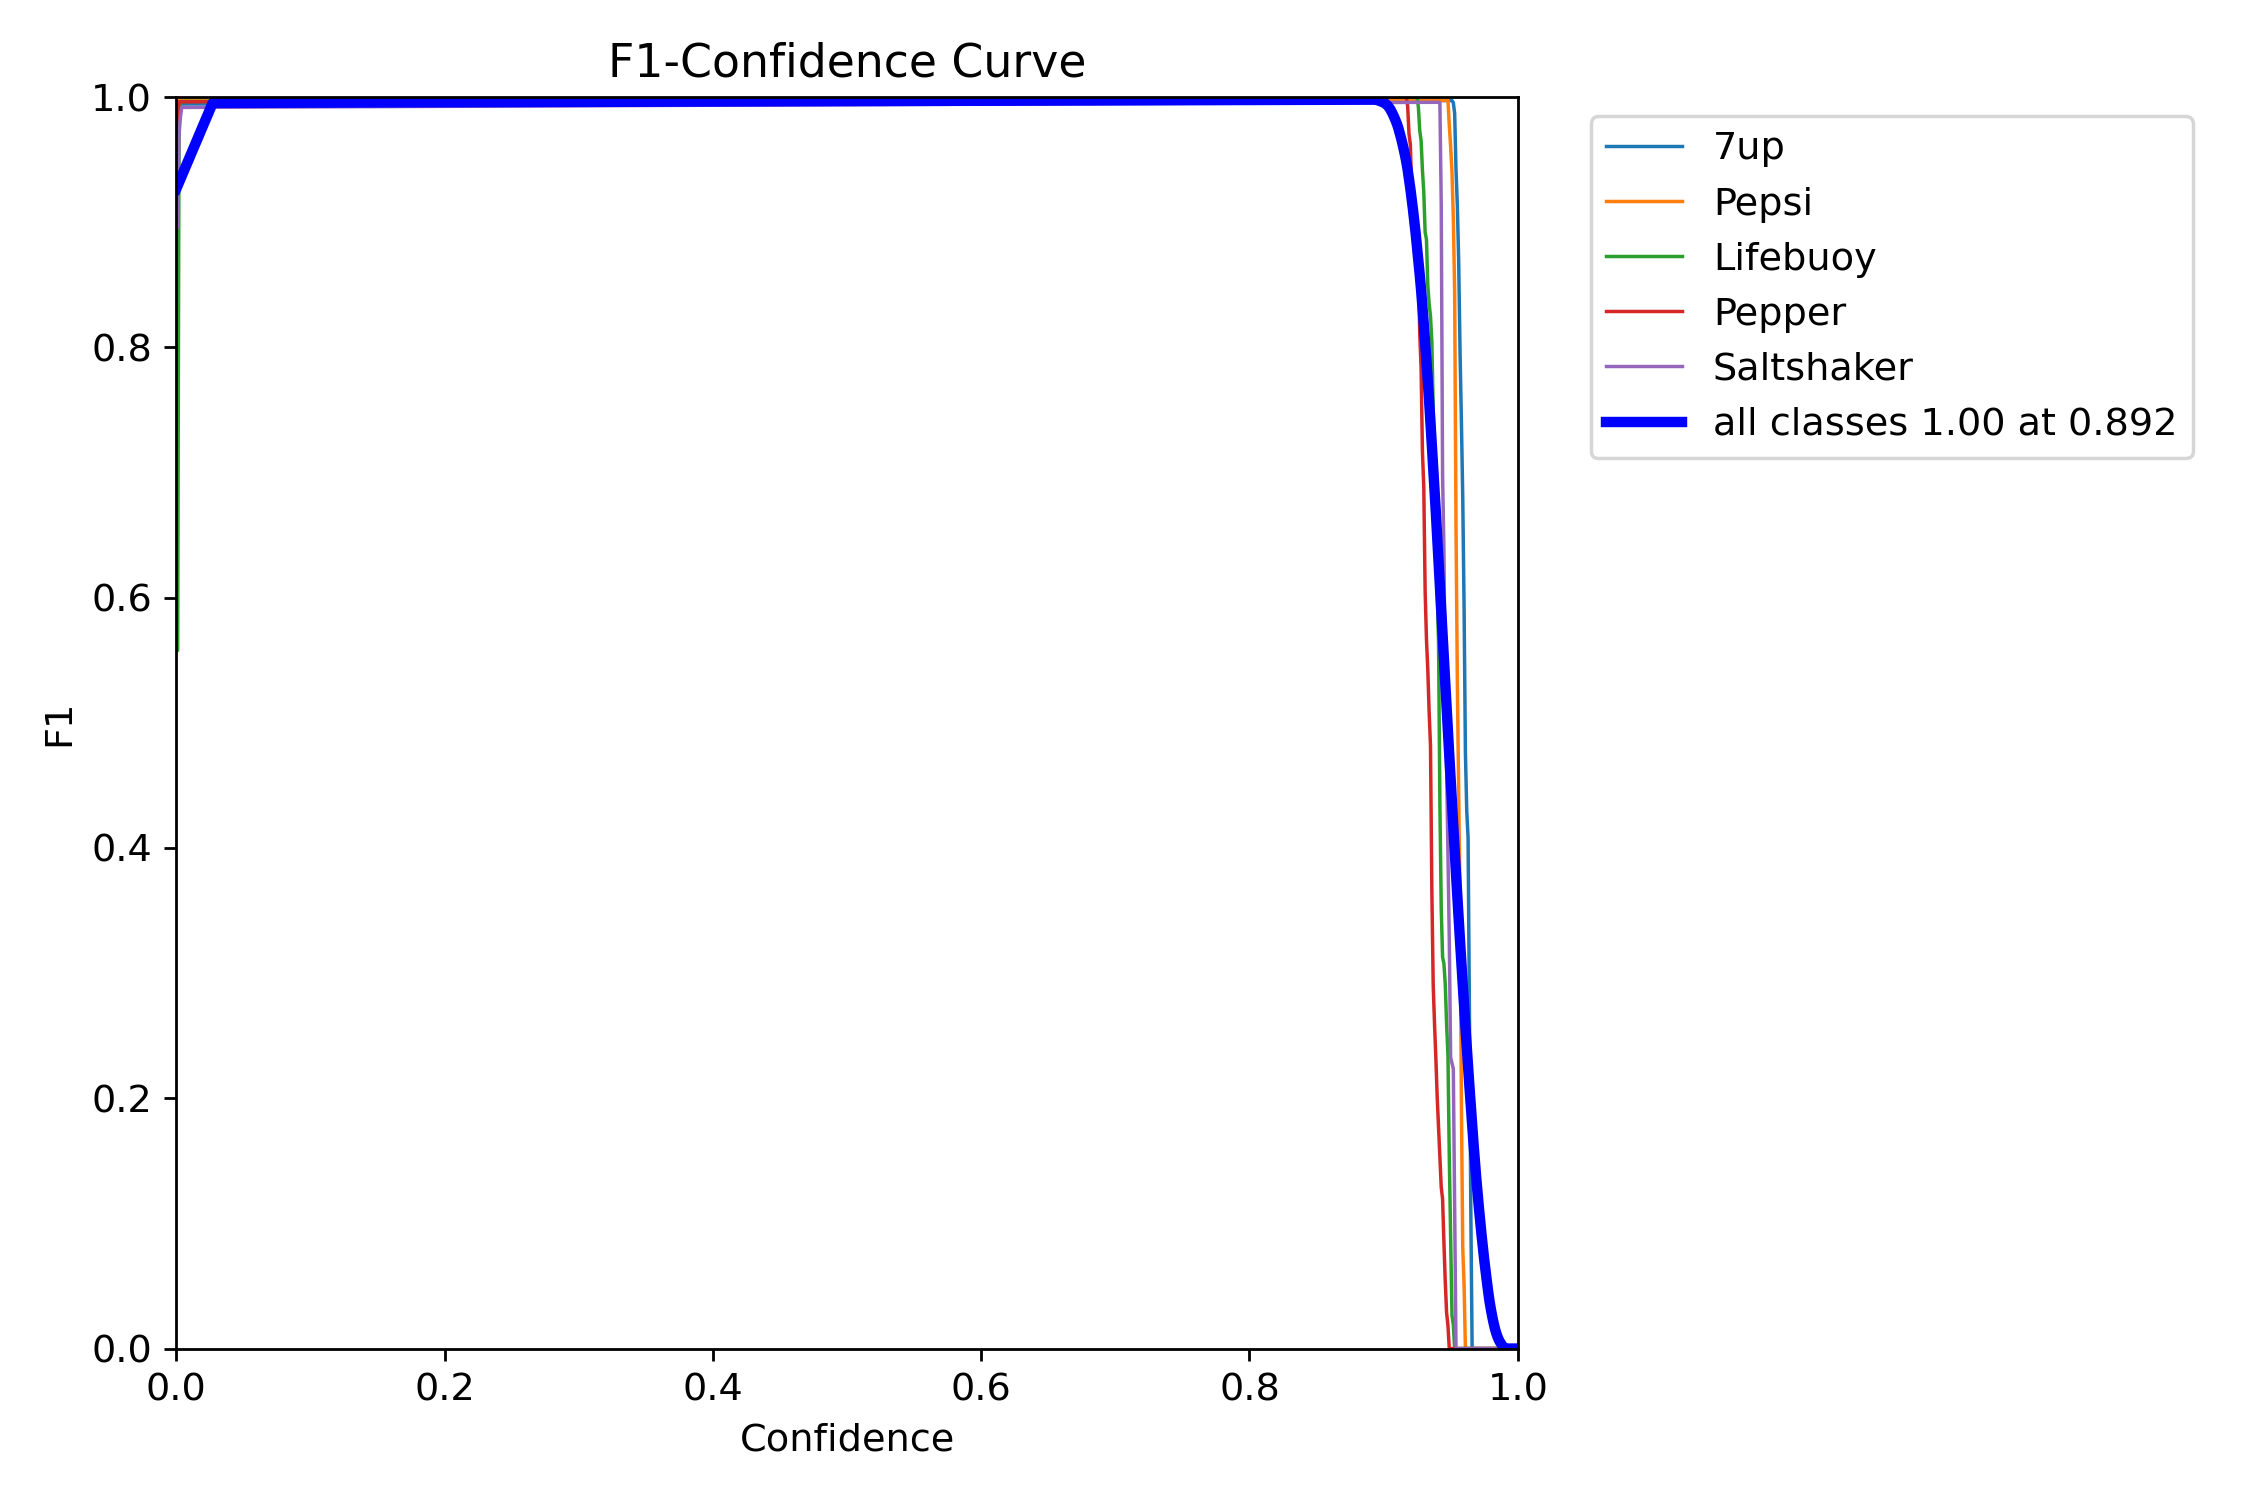 F1-Confidence Curve
1.0
0.8
0.6
0.4
0.2
0.0
F1
0.0 0.2 0.4 0.6 0.8 1.0
Confidence
7up
Pepsi
Lifebuoy
Pepper
Saltshaker
all classes 1.00 at 0.892